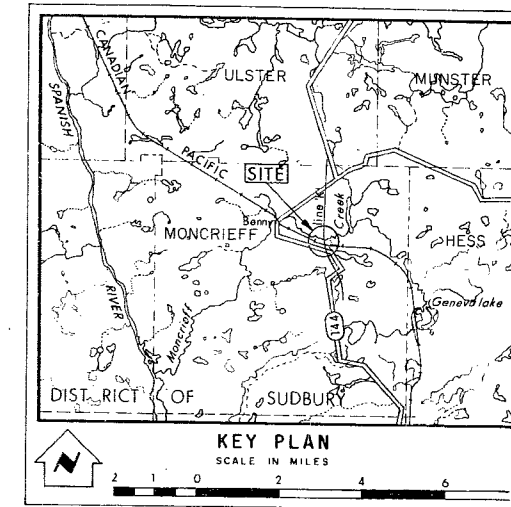 CANADIAN
PACIFIC
SPANISH
RIVER
ULSTER
MUNSTER
SITE
Benny
Creek
MONCRIEFF
HESS
Geneva lake
Moncrieff
144
DISTRICT OF SUDBURY
KEY PLAN
SCALE IN MILES
N
2 1 0 2 4 6